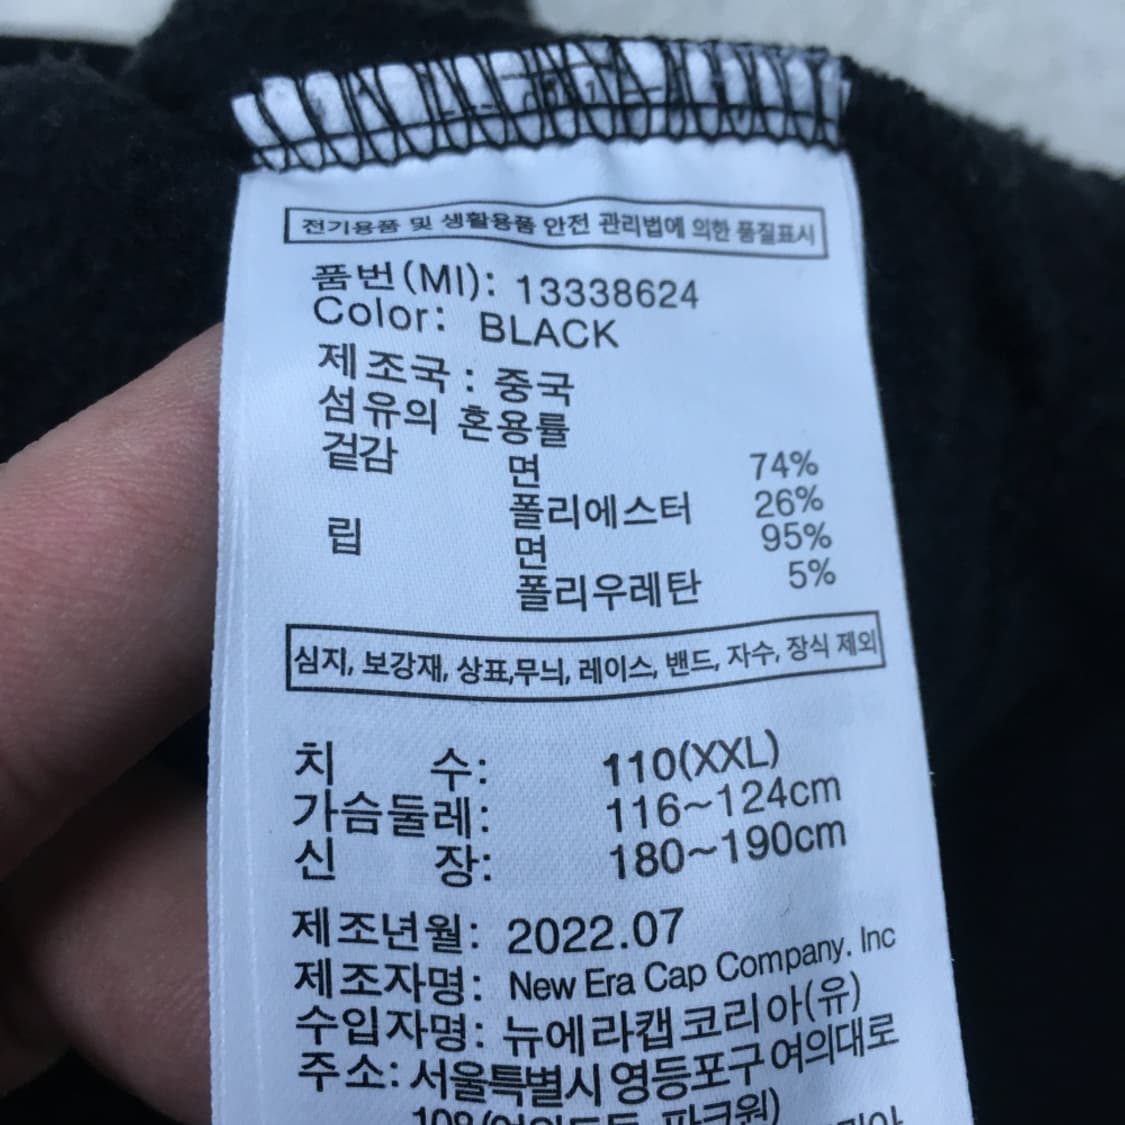 전기용품 및 생활용품 안전 관리법에 의한 품질표시
품번(MI): 13338624
Color: BLACK
제조국 : 중국
섬유의 혼용률
겉감 면 74%
폴리에스터 26%
립 면 95%
폴리우레탄 5%
심지, 보강재, 상표,무늬, 레이스, 밴드, 자수, 장식 제외
치 수: 110(XXL)
가슴둘레: 116~124cm
신 장: 180~190cm
제조년월: 2022.07
제조자명: New Era Cap Company. Inc
수입자명: 뉴에라캡코리아(유)
주소: 서울특별시 영등포구 여의대로
108 파크원)